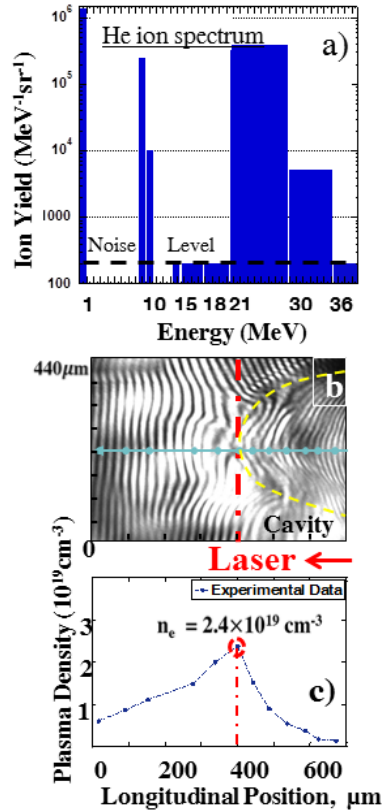 He ion spectrum
a)
Ion Yield (MeV⁻¹sr⁻¹)
10⁶
10⁵
10⁴
1000
100
Noise Level
1 10 14 15 18 21 30 36
Energy (MeV)
440μm
b
Cavity
0
Laser ←
Plasma Density (10¹⁹cm⁻³)
Experimental Data
nₑ = 2.4×10¹⁹ cm⁻³
3
2
1
0
c)
0 200 400 600
Longitudinal Position, μm